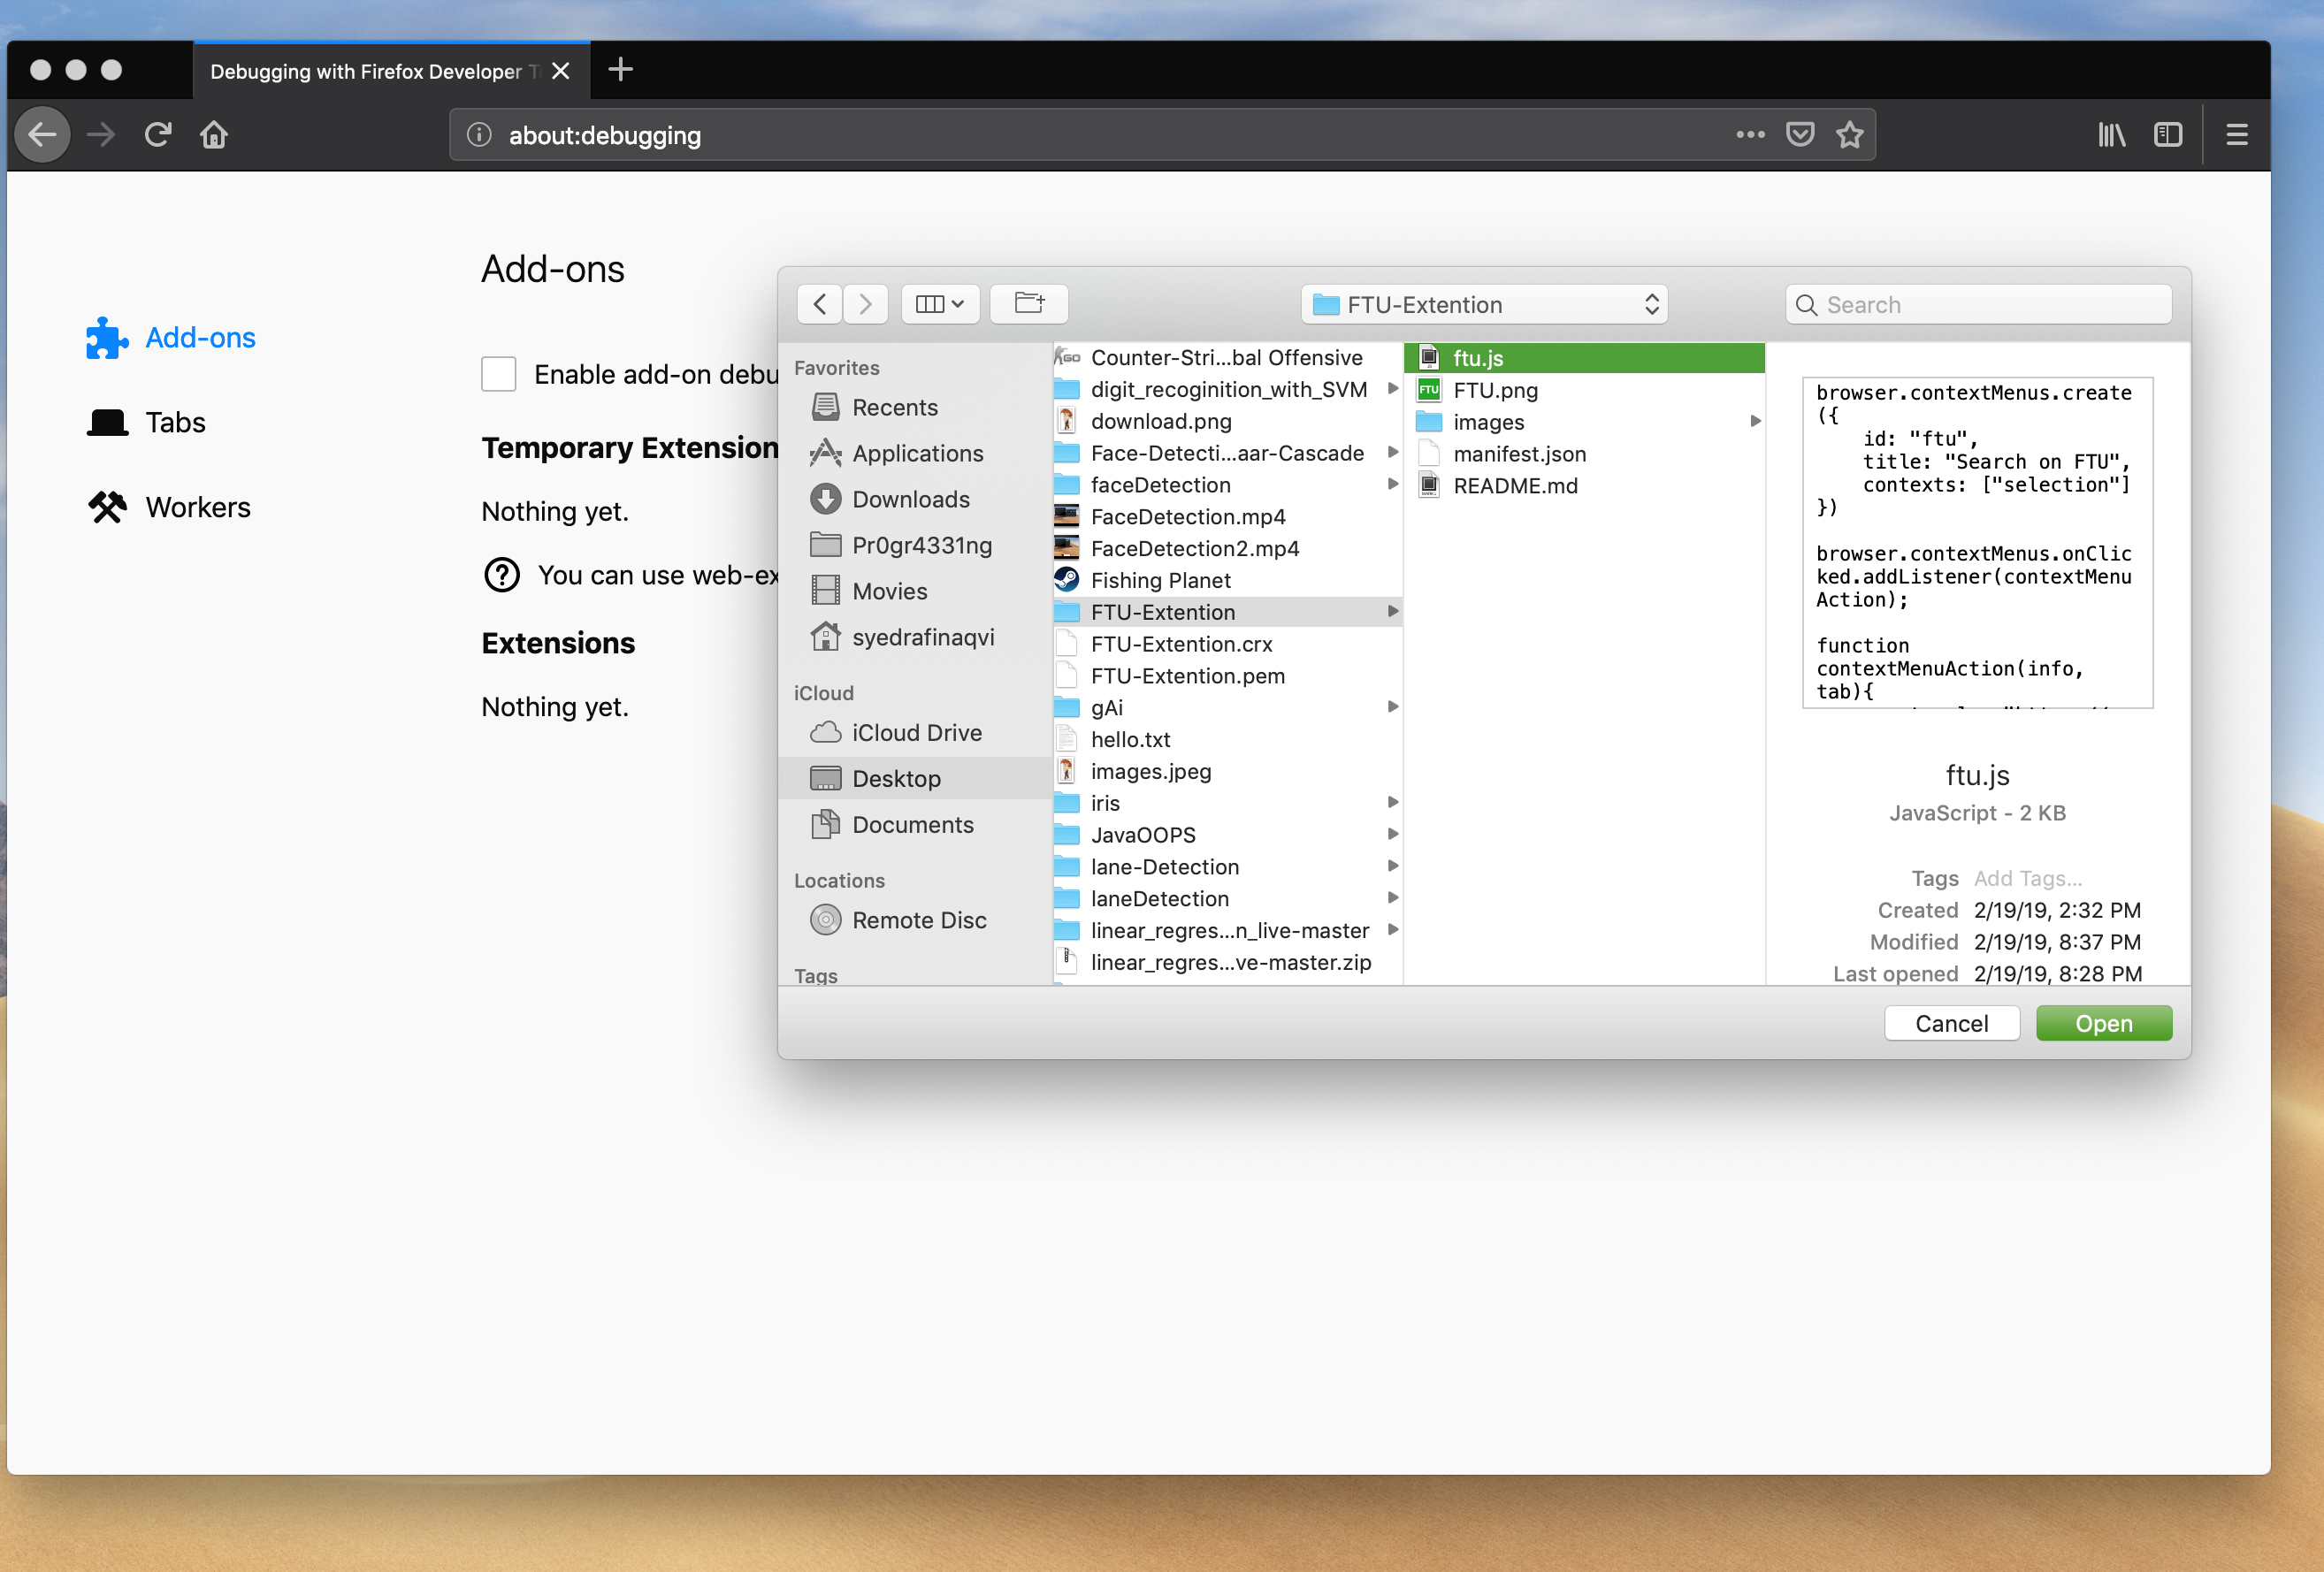 Debugging with Firefox Developer T
about:debugging
Add-ons
Tabs
Workers
Add-ons
Enable add-on debu
Temporary Extension
Nothing yet.
You can use web-ex
Extensions
Nothing yet.
FTU-Extention
Search
Favorites
Recents
Applications
Downloads
Pr0gr4331ng
Movies
syedrafinaqvi
iCloud
iCloud Drive
Desktop
Documents
Locations
Remote Disc
Tags
GO
Counter-Stri...bal Offensive
digit_recoginition_with_SVM
download.png
Face-Detecti...aar-Cascade
faceDetection
FaceDetection.mp4
FaceDetection2.mp4
Fishing Planet
FTU-Extention
FTU-Extention.crx
FTU-Extention.pem
gAi
hello.txt
images.jpeg
iris
JavaOOPS
lane-Detection
laneDetection
linear_regres...n_live-master
linear_regres...ve-master.zip
ftu.js
FTU
FTU.png
images
manifest.json
README.md
browser.contextMenus.create
({
id: "ftu",
title: "Search on FTU",
contexts: ["selection"]
})
browser.contextMenus.onClic
ked.addListener(contextMenu
Action);
function
contextMenuAction(info,
tab){
ftu.js
JavaScript - 2 KB
Tags Add Tags...
Created 2/19/19, 2:32 PM
Modified 2/19/19, 8:37 PM
Last opened 2/19/19, 8:28 PM
Cancel
Open